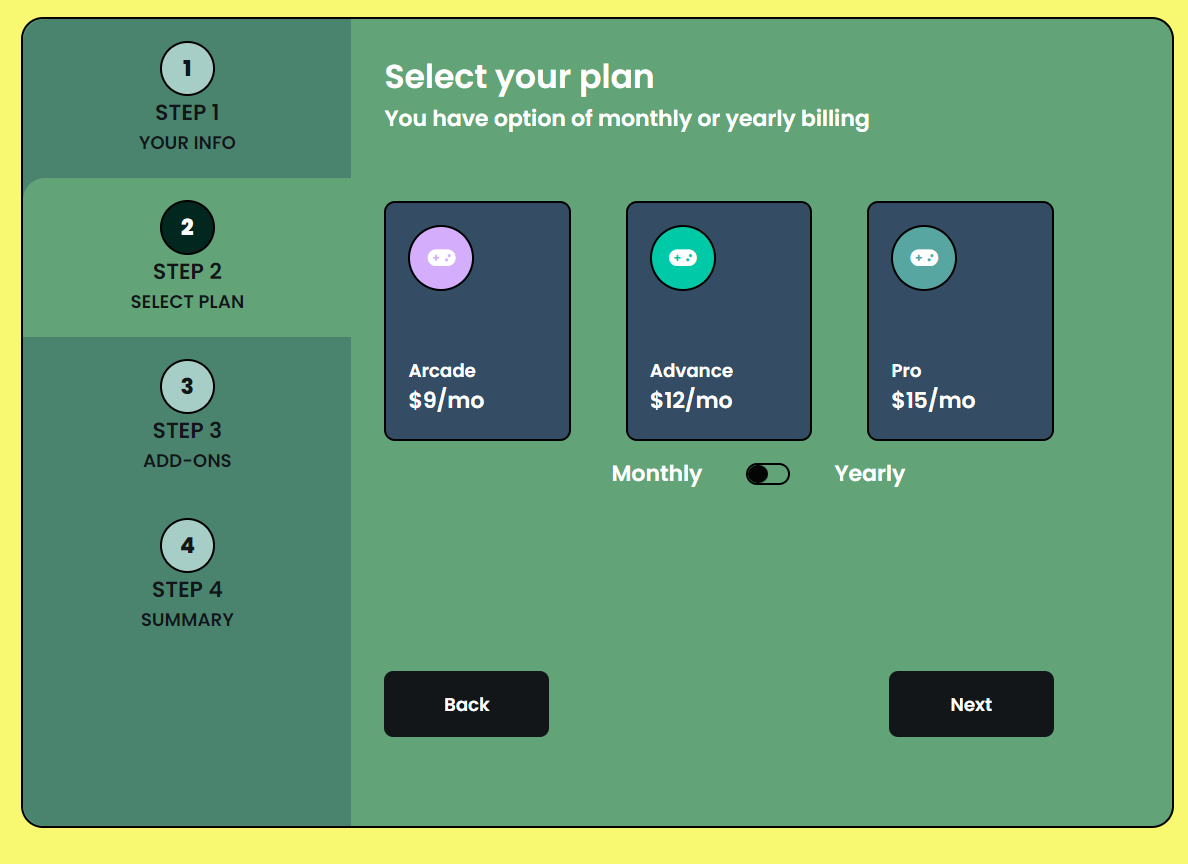 1
STEP 1
YOUR INFO
2
STEP 2
SELECT PLAN
3
STEP 3
ADD-ONS
4
STEP 4
SUMMARY
Select your plan
You have option of monthly or yearly billing
Arcade
$9/mo
Advance
$12/mo
Pro
$15/mo
Monthly Yearly
Back Next